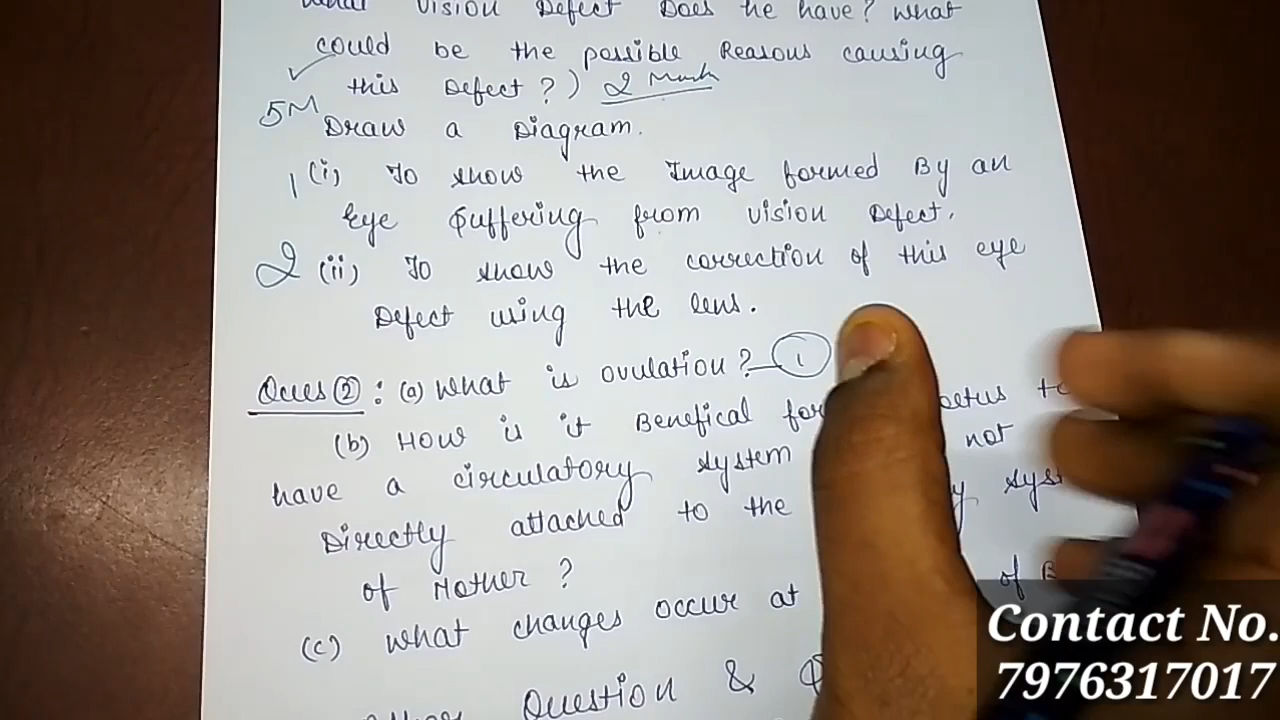 What vision Defect Does he have? What
could be the possible Reasons causing
this Defect?) 2 Mark
5M Draw a Diagram.
1 (i) To show the Image formed By an
Eye Suffering from vision Defect.
2 (ii) To show the correction of this eye
Defect using the lens.
Ques 2 : (a) What is ovulation? 1
(b) How is it Benefical for
have a circulatory system not
Directly attached to the
of Mother?
(c) What changes occur at of
Question &
Contact No.
7976317017